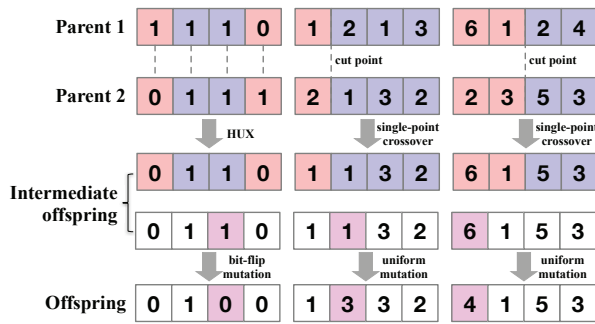 Parent 1 1 1 1 0 1 2 1 3 6 1 2 4
cut point cut point
Parent 2 0 1 1 1 2 1 3 2 2 3 5 3
HUX single-point crossover single-point crossover
0 1 1 0 1 1 3 2 6 1 5 3
Intermediate offspring
0 1 1 0 1 1 3 2 6 1 5 3
bit-flip mutation uniform mutation uniform mutation
Offspring 0 1 0 0 1 3 3 2 4 1 5 3